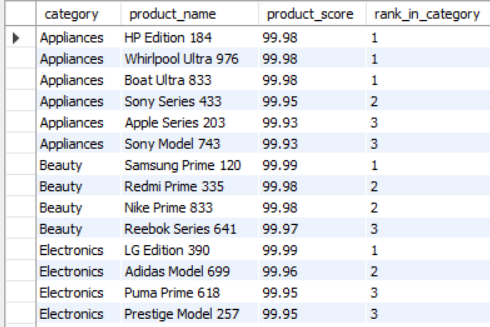 category product_name product_score rank_in_category
Appliances HP Edition 184 99.98 1
Appliances Whirlpool Ultra 976 99.98 1
Appliances Boat Ultra 833 99.98 1
Appliances Sony Series 433 99.95 2
Appliances Apple Series 203 99.93 3
Appliances Sony Model 743 99.93 3
Beauty Samsung Prime 120 99.99 1
Beauty Redmi Prime 335 99.98 2
Beauty Nike Prime 833 99.98 2
Beauty Reebok Series 641 99.97 3
Electronics LG Edition 390 99.99 1
Electronics Adidas Model 699 99.96 2
Electronics Puma Prime 618 99.95 3
Electronics Prestige Model 257 99.95 3